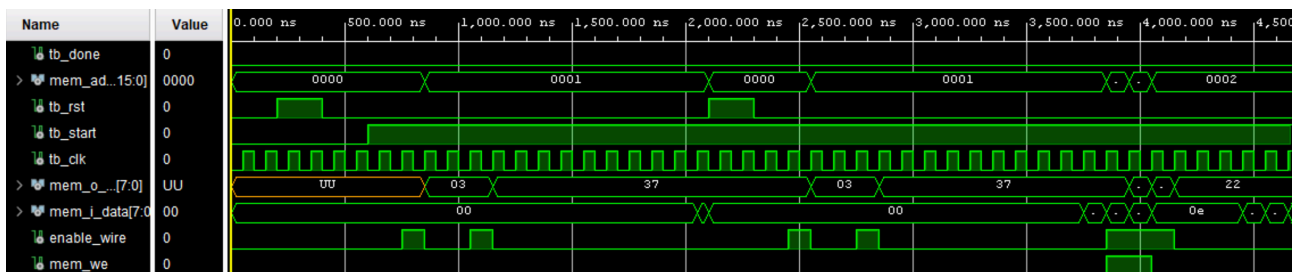 Name Value 0.000 ns 500.000 ns 1,000.000 ns 1,500.000 ns 2,000.000 ns 2,500.000 ns 3,000.000 ns 3,500.000 ns 4,000.000 ns 4,500
tb_done 0
mem_ad...15:0] 0000 0000 0001 0000 0001 . . 0002
tb_rst 0
tb_start 0
tb_clk 0
mem_o_...[7:0] UU UU 03 37 03 37 . . 22
mem_i_data[7:0 00 00 00 . . . 0e . .
enable_wire 0
mem_we 0